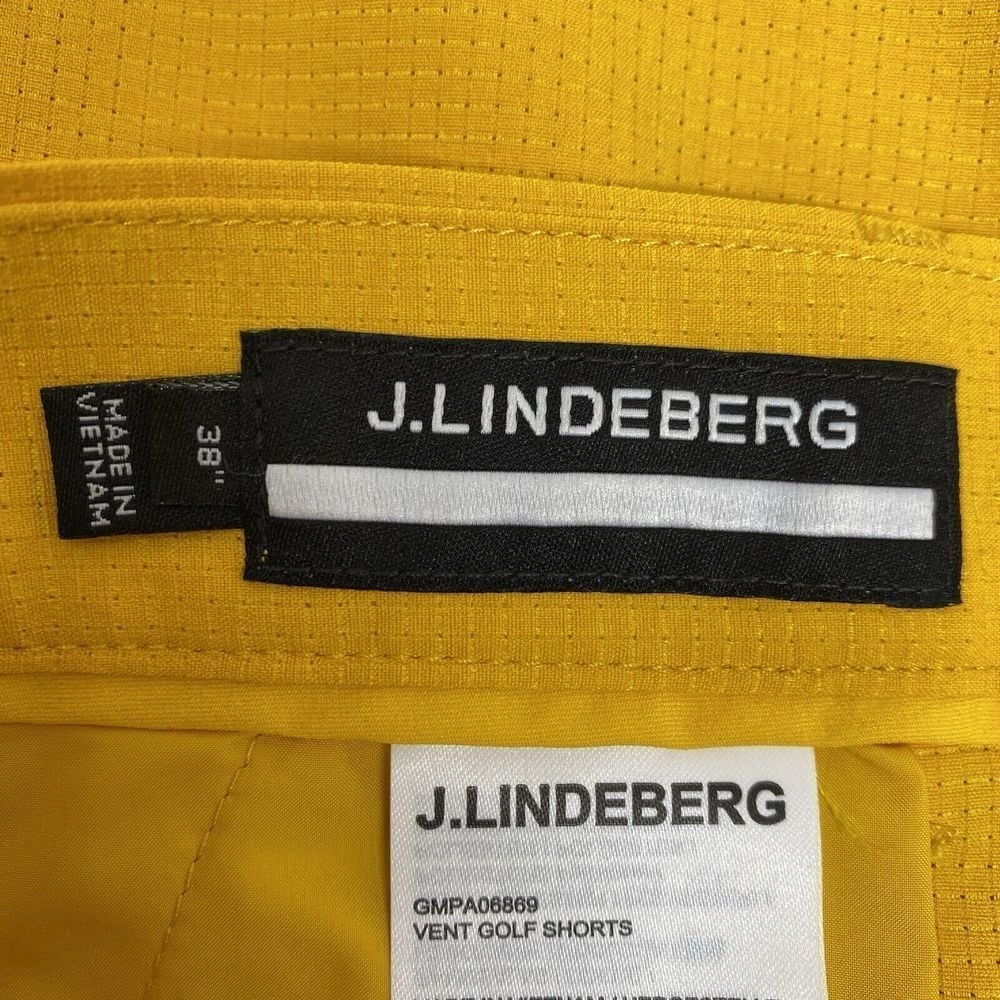 J.LINDEBERG
38"
MADE IN
VIETNAM
J.LINDEBERG
GMPA06869
VENT GOLF SHORTS